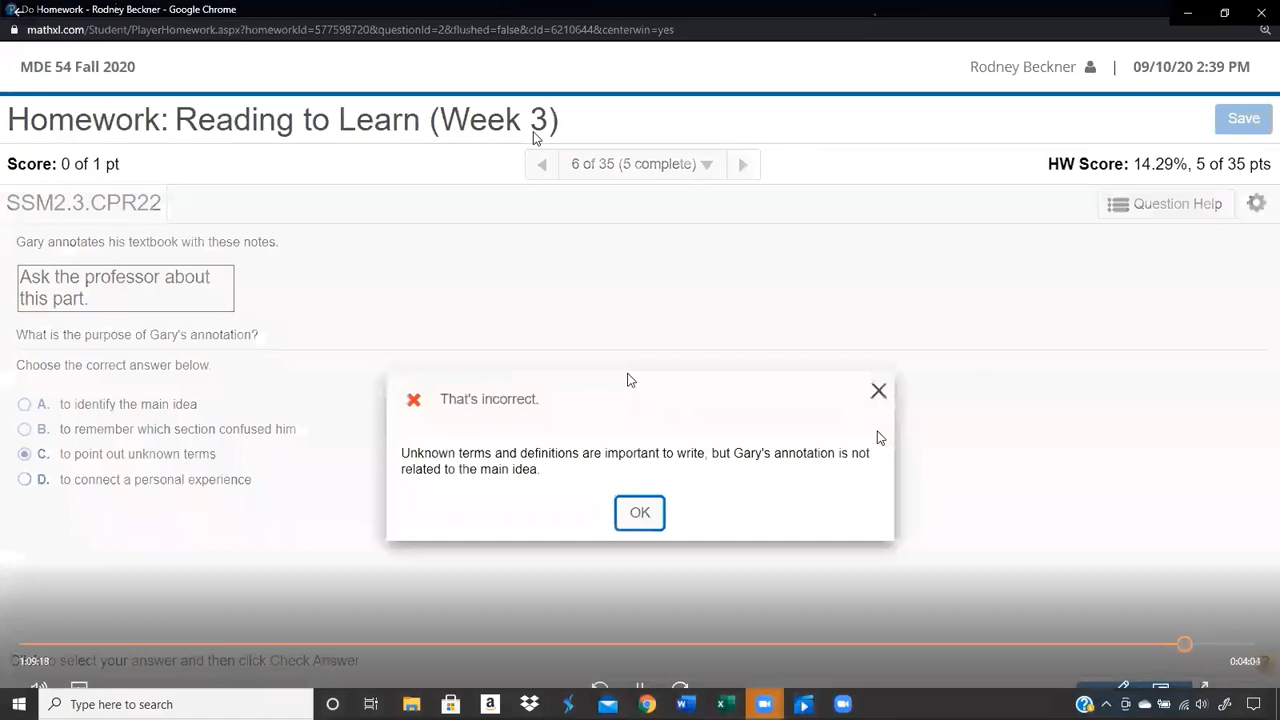 Do Homework - Rodney Beckner - Google Chrome
mathxl.com/Student/PlayerHomework.aspx?homeworkId=577598720&questionId=2&flushed=false&cId=6210644&centerwin=yes
MDE 54 Fall 2020
Rodney Beckner | 09/10/20 2:39 PM
Homework: Reading to Learn (Week 3)
Save
Score: 0 of 1 pt
6 of 35 (5 complete)
HW Score: 14.29%, 5 of 35 pts
SSM2.3.CPR22
Question Help
Gary annotates his textbook with these notes.
Ask the professor about
this part.
What is the purpose of Gary's annotation?
Choose the correct answer below.
A. to identify the main idea
B. to remember which section confused him
C. to point out unknown terms
D. to connect a personal experience
That's incorrect.
Unknown terms and definitions are important to write, but Gary's annotation is not
related to the main idea.
OK
select your answer and then click Check Answer
1:09:18
0:04:04
Type here to search